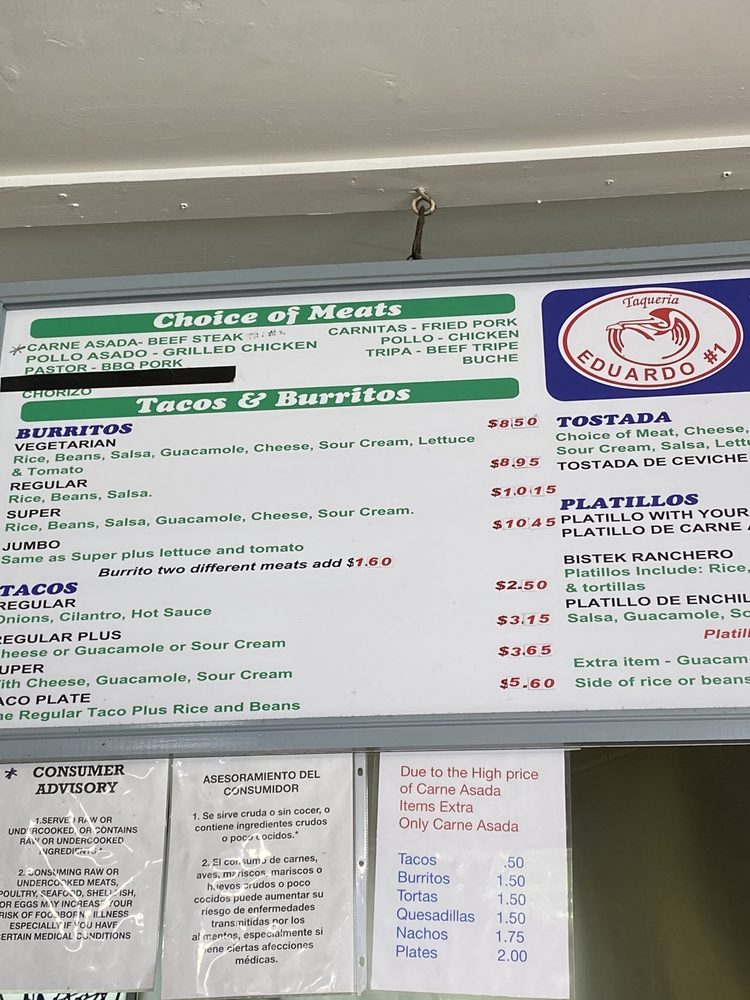 Choice of Meats
*CARNE ASADA- BEEF STEAK
POLLO ASADO - GRILLED CHICKEN
PASTOR - BBQ PORK
CHORIZO
CARNITAS - FRIED PORK
POLLO - CHICKEN
TRIPA - BEEF TRIPE
BUCHE
Tacos & Burritos
BURRITOS
VEGETARIAN $8.50
Rice, Beans, Salsa, Guacamole, Cheese, Sour Cream, Lettuce
& Tomato
REGULAR $8.95
Rice, Beans, Salsa.
SUPER $10.15
Rice, Beans, Salsa, Guacamole, Cheese, Sour Cream.
JUMBO $10.45
Same as Super plus lettuce and tomato
Burrito two different meats add $1.60
TACOS
REGULAR $2.50
Onions, Cilantro, Hot Sauce
REGULAR PLUS $3.15
Cheese or Guacamole or Sour Cream
SUPER $3.65
With Cheese, Guacamole, Sour Cream
TACO PLATE $5.60
One Regular Taco Plus Rice and Beans
Taqueria
EDUARDO #1
TOSTADA
Choice of Meat, Cheese,
Sour Cream, Salsa,
TOSTADA DE CEVICHE
PLATILLOS
PLATILLO WITH YOUR
PLATILLO DE CARNE
BISTEK RANCHERO
Platillos Include: Rice,
& tortillas
PLATILLO DE
Salsa, Guamole,
Extra item -
Side of rice or beans
* CONSUMER
ADVISORY
1.SERVED RAW OR
UNDERCOOKED, OR CONTAINS
RAW OR UNDERCOOKED
INGREDIENTS*
2. CONSUMING RAW OR
UNDERCOOKED MEATS,
POULTRY, SEAFOOD, SHELLFISH,
OR EGGS MAY INCREASE YOUR
RISK OF FOODBORNE ILLNESS
ESPECIALLY IF YOU HAVE
CERTAIN MEDICAL CONDITIONS
ASESORAMIENTO DEL
CONSUMIDOR
1. Se sirve cruda o sin cocer, o
contiene ingredientes crudos
o poco cocidos.*
2. El consumo de carnes,
aves, mariscos, mariscos o
huevos crudos o poco
cocidos puede aumentar su
riesgo de enfermedades
transmitidas por los
alimentos, especialmente si
tiene ciertas afecciones
médicas.
Due to the High price
of Carne Asada
Items Extra
Only Carne Asada
Tacos .50
Burritos 1.50
Tortas 1.50
Quesadillas 1.50
Nachos 1.75
Plates 2.00